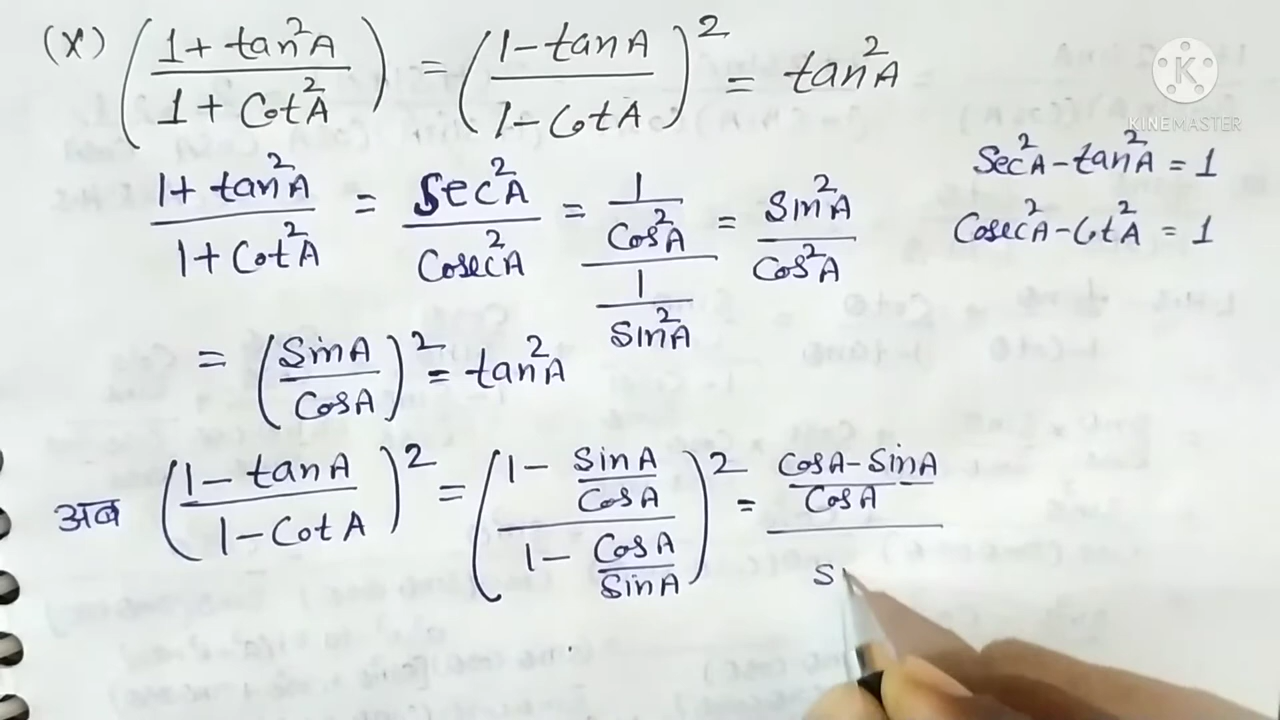 (x) ((1+tan²A)/(1+Cot²A)) = ((1-tanA)/(1-CotA))² = tan²A
K
KINEMASTER
Sec²A-tan²A = 1
Cosec²A-Cot²A = 1
(1+tan²A)/(1+Cot²A) = Sec²A/Cosec²A = (1/Cos²A)/(1/Sin²A) = Sin²A/Cos²A
= (SinA/CosA)² = tan²A
अब ((1-tanA)/(1-CotA))² = ((1-SinA/CosA)/(1-CosA/SinA))² = ((CosA-SinA)/CosA)/S